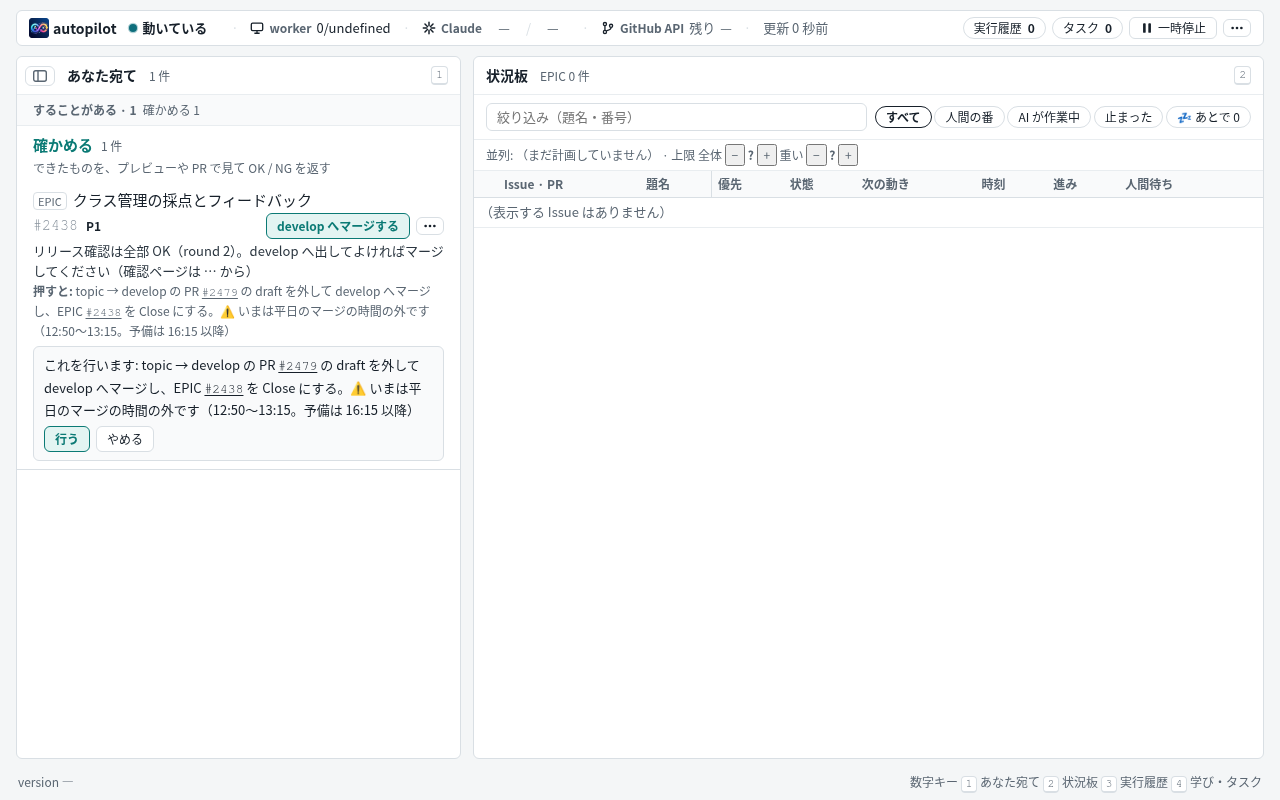 autopilot 動いている · worker 0/undefined · Claude — / — · GitHub API 残り — · 更新 0 秒前 実行履歴 0 タスク 0 一時停止 ···
あなた宛て 1 件 1
することがある · 1 確かめる 1
確かめる 1 件
できたものを、プレビューや PR で見て OK / NG を返す
EPIC クラス管理の採点とフィードバック
#2438 P1 develop へマージする ···
リリース確認は全部 OK（round 2）。develop へ出してよければマージ
してください（確認ページは ··· から）
押すと: topic → develop の PR #2479 の draft を外して develop へマージ
し、EPIC #2438 を Close にする。⚠️ いまは平日のマージの時間の外です
（12:50〜13:15。予備は 16:15 以降）
これを行います: topic → develop の PR #2479 の draft を外して
develop へマージし、EPIC #2438 を Close にする。⚠️ いまは平
日のマージの時間の外です（12:50〜13:15。予備は 16:15 以降）
行う やめる
状況板 EPIC 0 件 2
絞り込み（題名・番号） すべて 人間の番 AI が作業中 止まった 💤 あとで 0
並列: （まだ計画していません） · 上限 全体 − ? + 重い − ? +
Issue · PR 題名 優先 状態 次の動き 時刻 進み 人間待ち
（表示する Issue はありません）
version —
数字キー 1 あなた宛て 2 状況板 3 実行履歴 4 学び・タスク